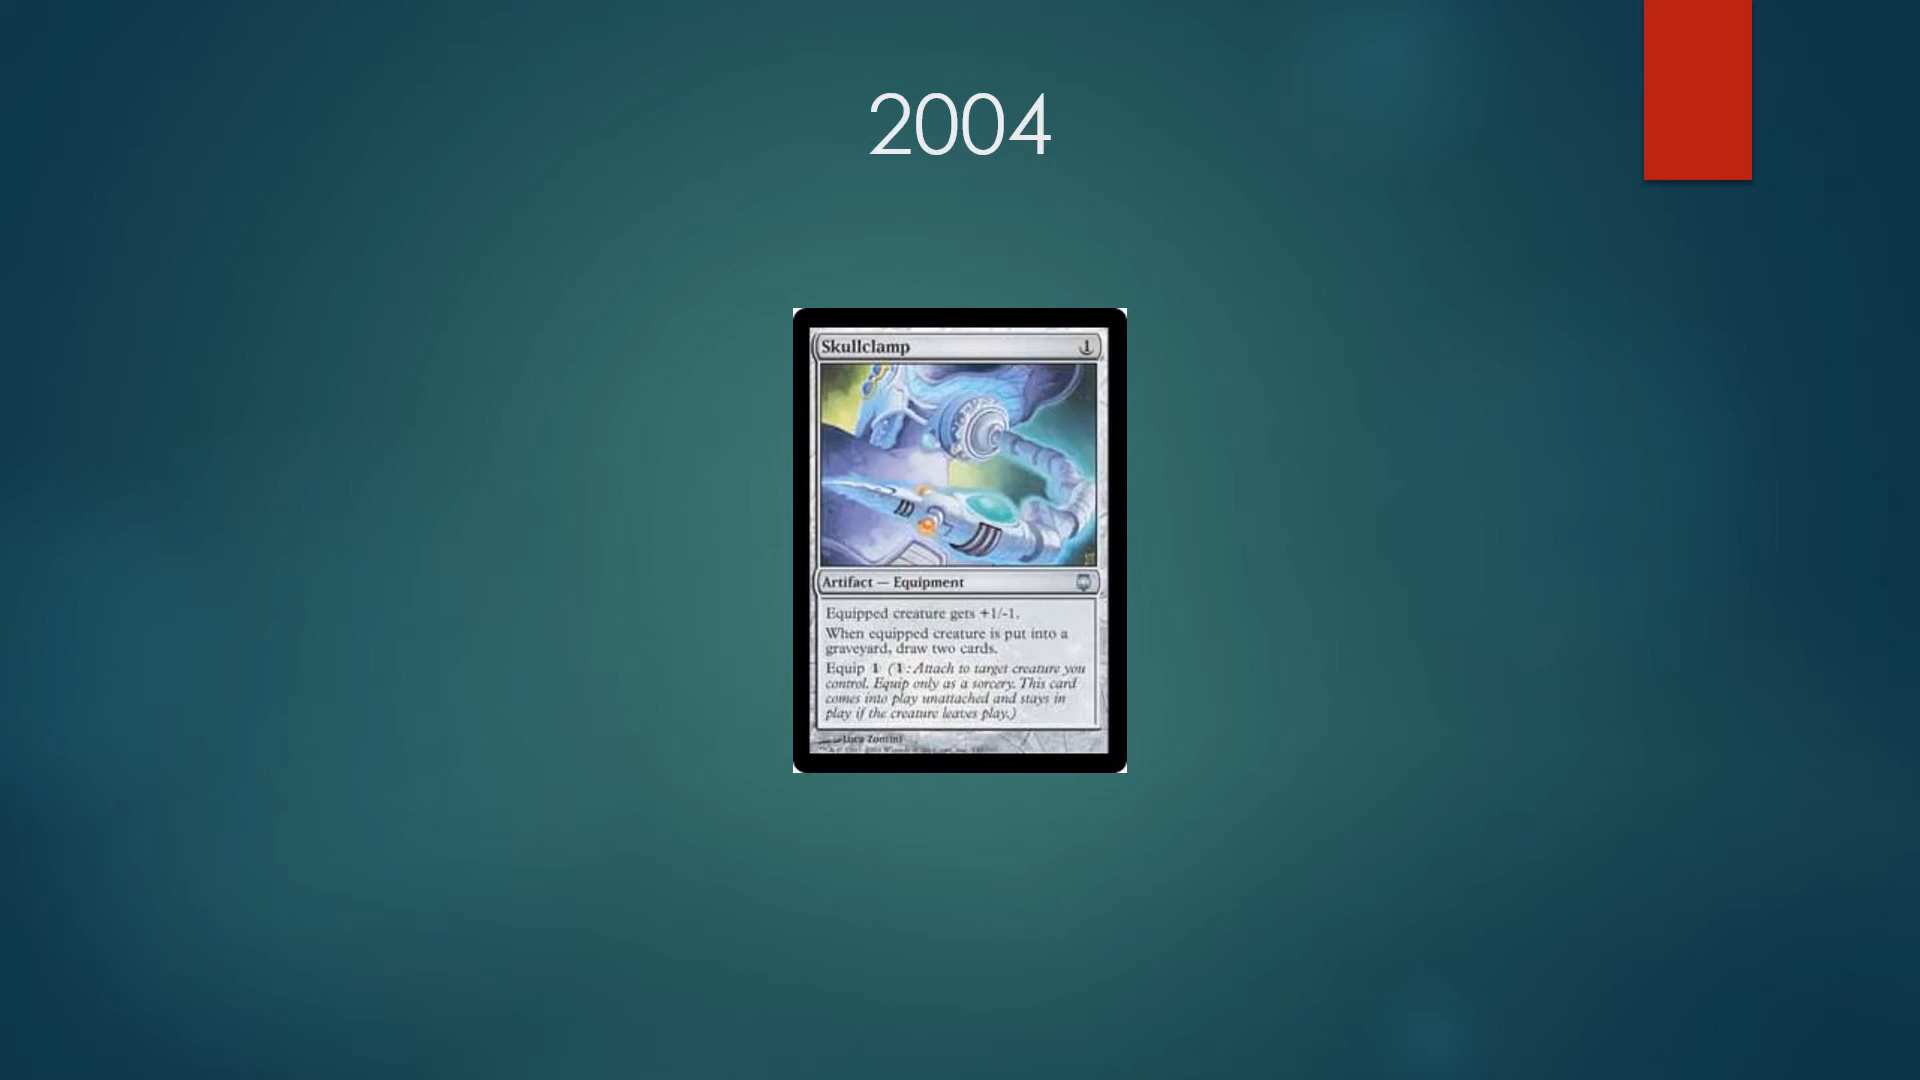 2004
Skullclamp 1
Artifact — Equipment
Equipped creature gets +1/-1.
When equipped creature is put into a
graveyard, draw two cards.
Equip 1 (1: Attach to target creature you
control. Equip only as a sorcery. This card
comes into play unattached and stays in
play if the creature leaves play.)
Luca Zontini